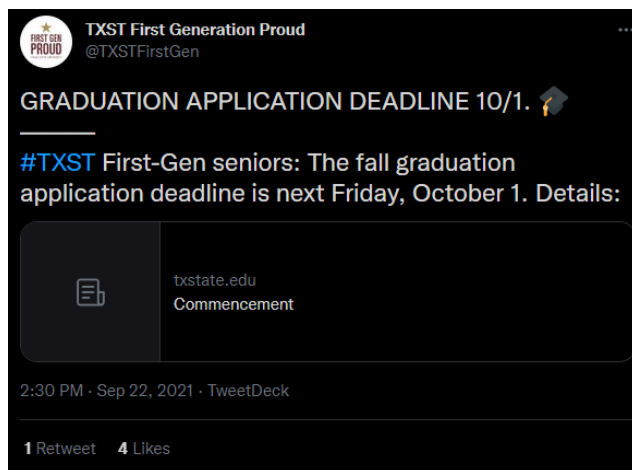 FIRST GEN
PROUD
TXST First Generation Proud
@TXSTFirstGen
GRADUATION APPLICATION DEADLINE 10/1. 🎓
#TXST First-Gen seniors: The fall graduation
application deadline is next Friday, October 1. Details:
txstate.edu
Commencement
2:30 PM · Sep 22, 2021 · TweetDeck
1 Retweet 4 Likes